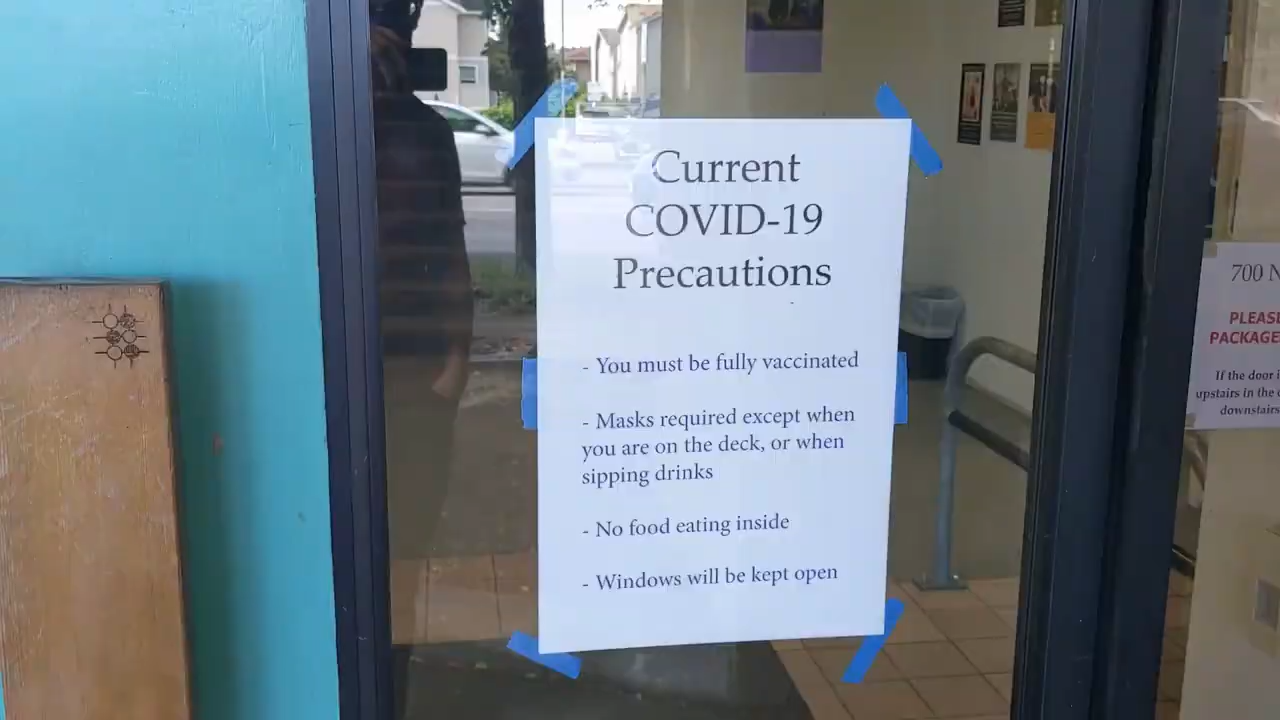 Current
COVID-19
Precautions
- You must be fully vaccinated
- Masks required except when
you are on the deck, or when
sipping drinks
- No food eating inside
- Windows will be kept open
700 N
PLEASE
PACKAGE
If the door i
upstairs in the
downstairs